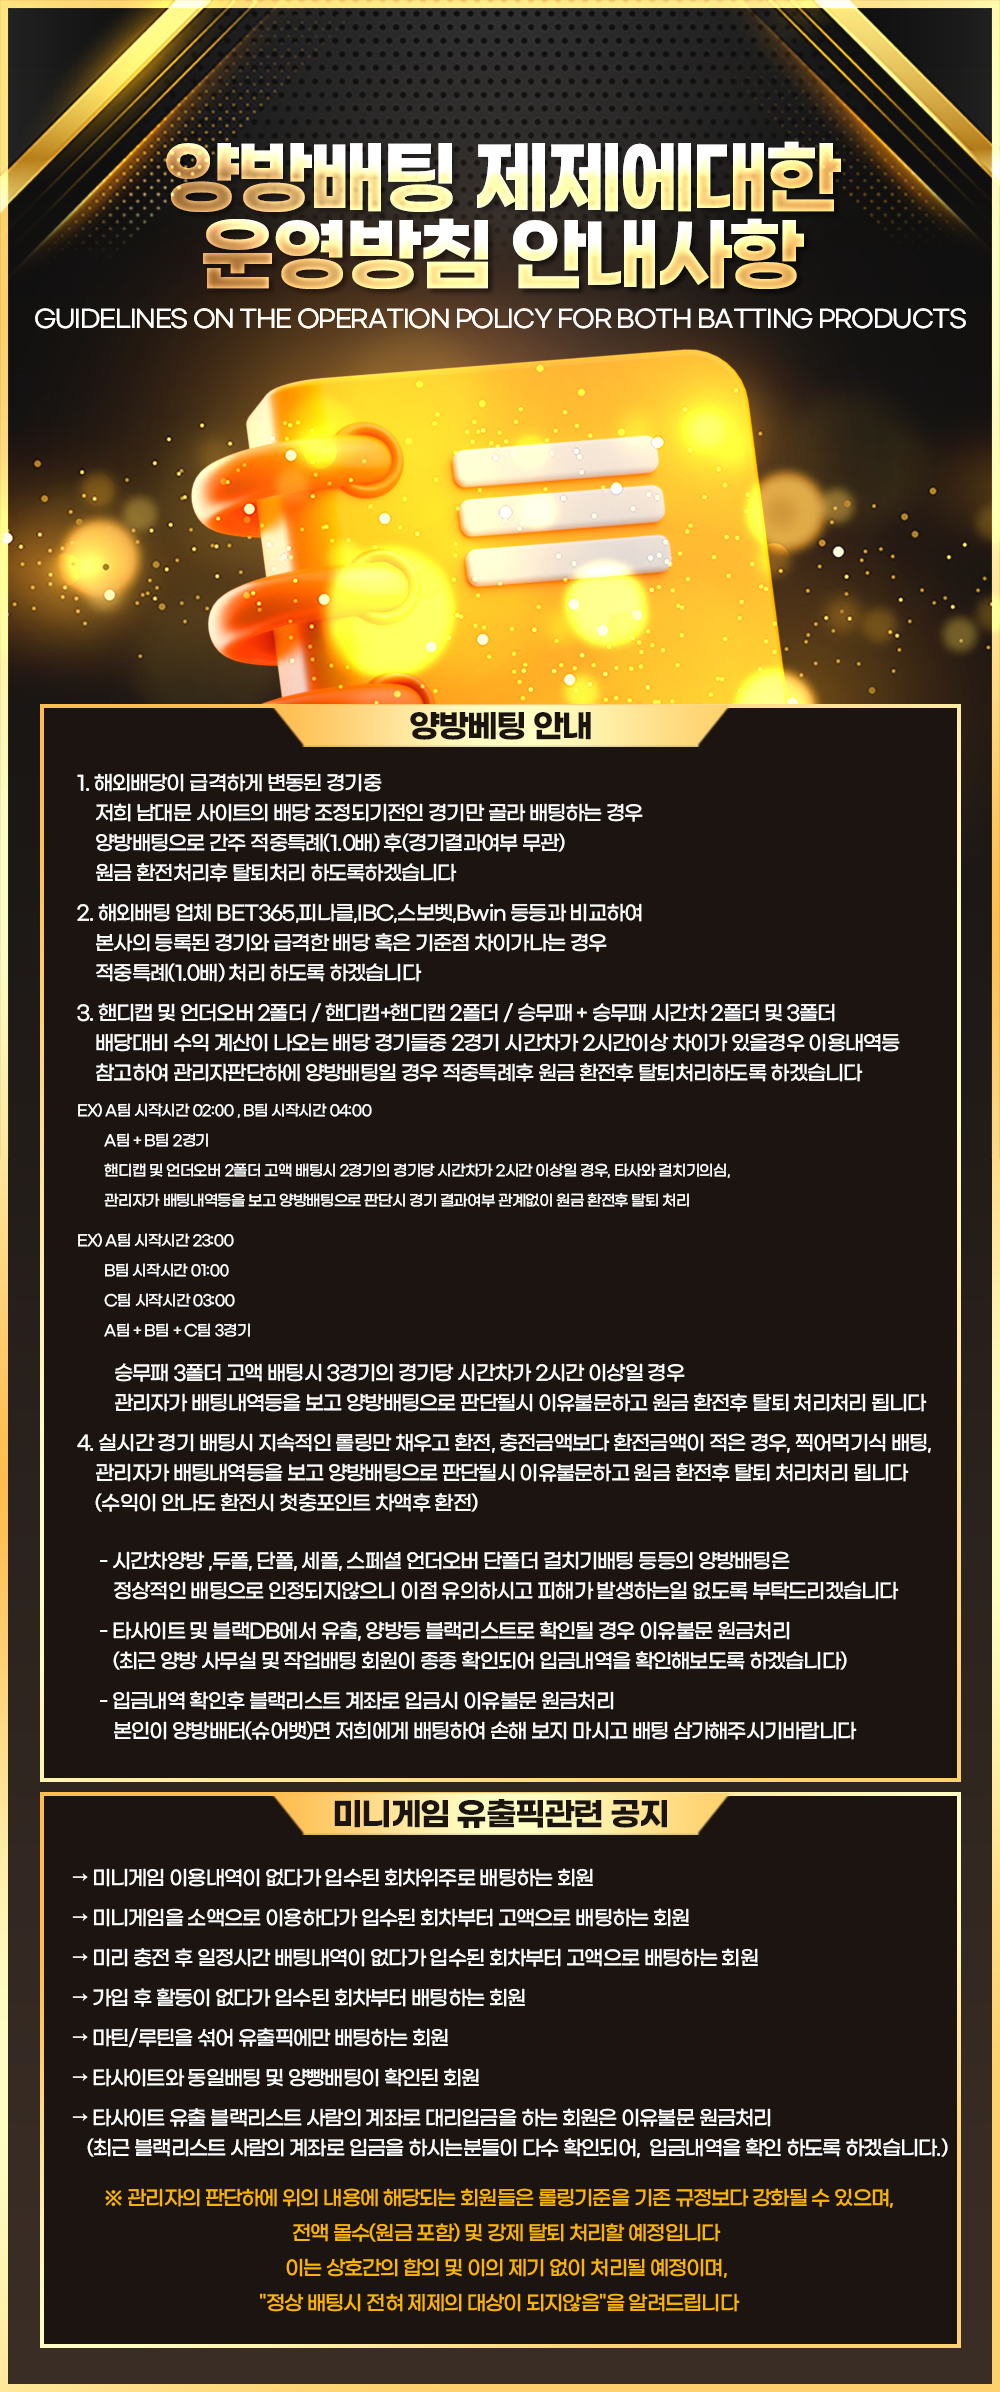 양방배팅 제제에대한
운영방침 안내사항
GUIDELINES ON THE OPERATION POLICY FOR BOTH BATTING PRODUCTS
양방베팅 안내
1. 해외배당이 급격하게 변동된 경기중
저희 남대문 사이트의 배당 조정되기전인 경기만 골라 배팅하는 경우
양방배팅으로 간주 적중특례(1.0배) 후(경기결과여부 무관)
원금 환전처리후 탈퇴처리 하도록하겠습니다
2. 해외배팅 업체 BET365,피나클,IBC,스보벳,Bwin 등등과 비교하여
본사의 등록된 경기와 급격한 배당 혹은 기준점 차이가나는 경우
적중특례(1.0배) 처리 하도록 하겠습니다
3. 핸디캡 및 언더오버 2폴더 / 핸디캡+핸디캡 2폴더 / 승무패 + 승무패 시간차 2폴더 및 3폴더
배당대비 수익 계산이 나오는 배당 경기들중 2경기 시간차가 2시간이상 차이가 있을경우 이용내역등
참고하여 관리자판단하에 양방배팅일 경우 적중특례후 원금 환전후 탈퇴처리하도록 하겠습니다
EX) A팀 시작시간 02:00 , B팀 시작시간 04:00
A팀 + B팀 2경기
핸디캡 및 언더오버 2폴더 고액 배팅시 2경기의 경기당 시간차가 2시간 이상일 경우, 타사와 걸치기의심,
관리자가 배팅내역등을 보고 양방배팅으로 판단시 경기 결과여부 관계없이 원금 환전후 탈퇴 처리
EX) A팀 시작시간 23:00
B팀 시작시간 01:00
C팀 시작시간 03:00
A팀 + B팀 + C팀 3경기
승무패 3폴더 고액 배팅시 3경기의 경기당 시간차가 2시간 이상일 경우
관리자가 배팅내역등을 보고 양방배팅으로 판단될시 이유불문하고 원금 환전후 탈퇴 처리처리 됩니다
4. 실시간 경기 배팅시 지속적인 롤링만 채우고 환전, 충전금액보다 환전금액이 적은 경우, 찍어먹기식 배팅,
관리자가 배팅내역등을 보고 양방배팅으로 판단될시 이유불문하고 원금 환전후 탈퇴 처리처리 됩니다
(수익이 안나도 환전시 첫충포인트 차액후 환전)
- 시간차양방 ,두폴, 단폴, 세폴, 스페셜 언더오버 단폴더 걸치기배팅 등등의 양방배팅은
정상적인 배팅으로 인정되지않으니 이점 유의하시고 피해가 발생하는일 없도록 부탁드리겠습니다
- 타사이트 및 블랙DB에서 유출, 양방등 블랙리스트로 확인될 경우 이유불문 원금처리
(최근 양방 사무실 및 작업배팅 회원이 종종 확인되어 입금내역을 확인해보도록 하겠습니다)
- 입금내역 확인후 블랙리스트 계좌로 입금시 이유불문 원금처리
본인이 양방배터(슈어벳)면 저희에게 배팅하여 손해 보지 마시고 배팅 삼가해주시기바랍니다
미니게임 유출픽관련 공지
→ 미니게임 이용내역이 없다가 입수된 회차위주로 배팅하는 회원
→ 미니게임을 소액으로 이용하다가 입수된 회차부터 고액으로 배팅하는 회원
→ 미리 충전 후 일정시간 배팅내역이 없다가 입수된 회차부터 고액으로 배팅하는 회원
→ 가입 후 활동이 없다가 입수된 회차부터 배팅하는 회원
→ 마틴/루틴을 섞어 유출픽에만 배팅하는 회원
→ 타사이트와 동일배팅 및 양빵배팅이 확인된 회원
→ 타사이트 유출 블랙리스트 사람의 계좌로 대리입금을 하는 회원은 이유불문 원금처리
(최근 블랙리스트 사람의 계좌로 입금을 하시는분들이 다수 확인되어, 입금내역을 확인 하도록 하겠습니다.)
※ 관리자의 판단하에 위의 내용에 해당되는 회원들은 롤링기준을 기존 규정보다 강화될 수 있으며,
전액 몰수(원금 포함) 및 강제 탈퇴 처리할 예정입니다
이는 상호간의 합의 및 이의 제기 없이 처리될 예정이며,
"정상 배팅시 전혀 제제의 대상이 되지않음"을 알려드립니다